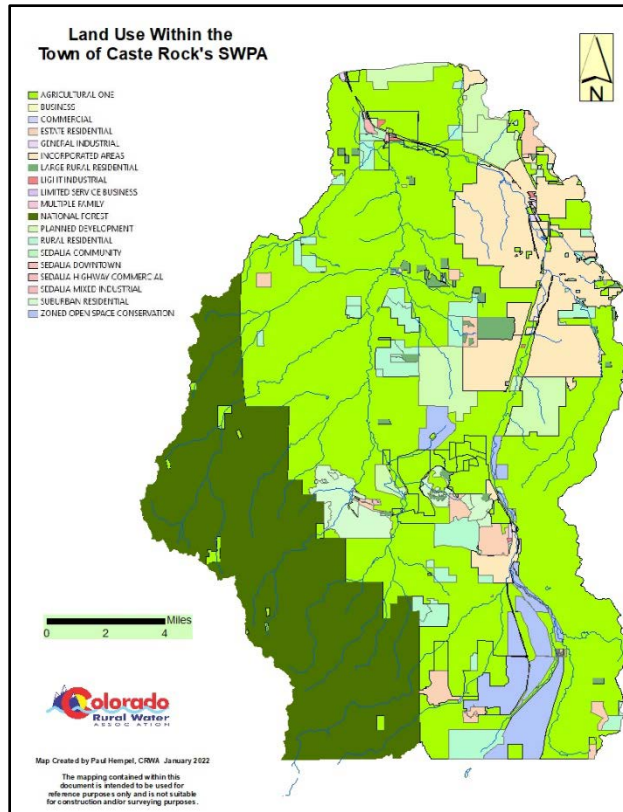 Land Use Within the
Town of Caste Rock's SWPA
N
AGRICULTURAL ONE
BUSINESS
COMMERCIAL
ESTATE RESIDENTIAL
GENERAL INDUSTRIAL
INCORPORATED AREAS
LARGE RURAL RESIDENTIAL
LIGHT INDUSTRIAL
LIMITED SERVICE BUSINESS
MULTIPLE FAMILY
NATIONAL FOREST
PLANNED DEVELOPMENT
RURAL RESIDENTIAL
SEDALIA COMMUNITY
SEDALIA DOWNTOWN
SEDALIA HIGHWAY COMMERCIAL
SEDALIA MIXED INDUSTRIAL
SUBURBAN RESIDENTIAL
ZONED OPEN SPACE CONSERVATION
Miles
0 2 4
Colorado
Rural Water
ASSOCIATION
Map Created by Paul Hempel, CRWA January 2022
The mapping contained within this
document is intended to be used for
reference purposes only and is not suitable
for construction and/or surveying purposes.